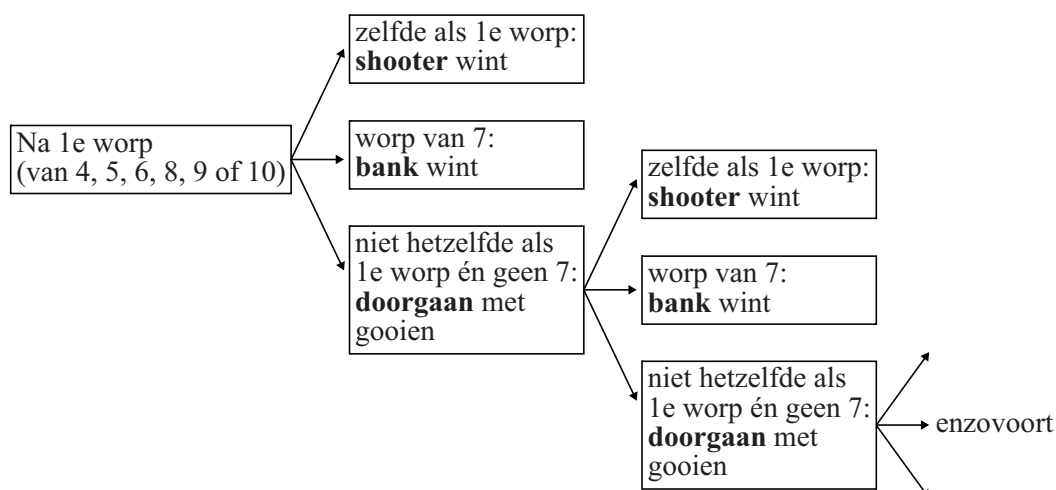 zelfde als 1e worp:
shooter wint
Na 1e worp
(van 4, 5, 6, 8, 9 of 10)
worp van 7:
bank wint
niet hetzelfde als
1e worp én geen 7:
doorgaan met
gooien
zelfde als 1e worp:
shooter wint
worp van 7:
bank wint
niet hetzelfde als
1e worp én geen 7:
doorgaan met
gooien
enzovoort